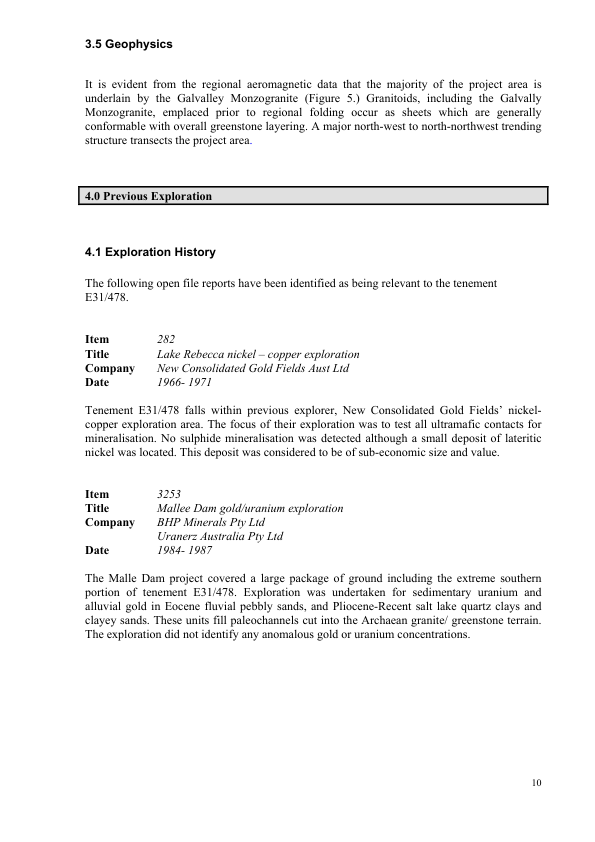 3.5 Geophysics
It is evident from the regional aeromagnetic data that the majority of the project area is
underlain by the Galvalley Monzogranite (Figure 5.) Granitoids, including the Galvally
Monzogranite, emplaced prior to regional folding occur as sheets which are generally
conformable with overall greenstone layering. A major north-west to north-northwest trending
structure transects the project area.
4.0 Previous Exploration
4.1 Exploration History
The following open file reports have been identified as being relevant to the tenement
E31/478.
Item 282
Title Lake Rebecca nickel – copper exploration
Company New Consolidated Gold Fields Aust Ltd
Date 1966- 1971
Tenement E31/478 falls within previous explorer, New Consolidated Gold Fields’ nickel-
copper exploration area. The focus of their exploration was to test all ultramafic contacts for
mineralisation. No sulphide mineralisation was detected although a small deposit of lateritic
nickel was located. This deposit was considered to be of sub-economic size and value.
Item 3253
Title Mallee Dam gold/uranium exploration
Company BHP Minerals Pty Ltd
Uranerz Australia Pty Ltd
Date 1984- 1987
The Malle Dam project covered a large package of ground including the extreme southern
portion of tenement E31/478. Exploration was undertaken for sedimentary uranium and
alluvial gold in Eocene fluvial pebbly sands, and Pliocene-Recent salt lake quartz clays and
clayey sands. These units fill paleochannels cut into the Archaean granite/ greenstone terrain.
The exploration did not identify any anomalous gold or uranium concentrations.
10